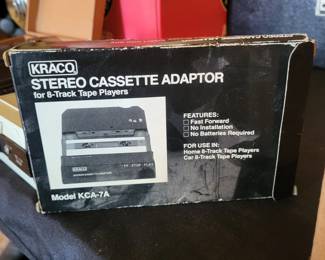 KRACO
STEREO CASSETTE ADAPTOR
for 8-Track Tape Players
FEATURES:
Fast Forward
No Installation
No Batteries Required
FOR USE IN:
Home 8-Track Tape Players
Car 8-Track Tape Players
KRACO
Model KCA-7A